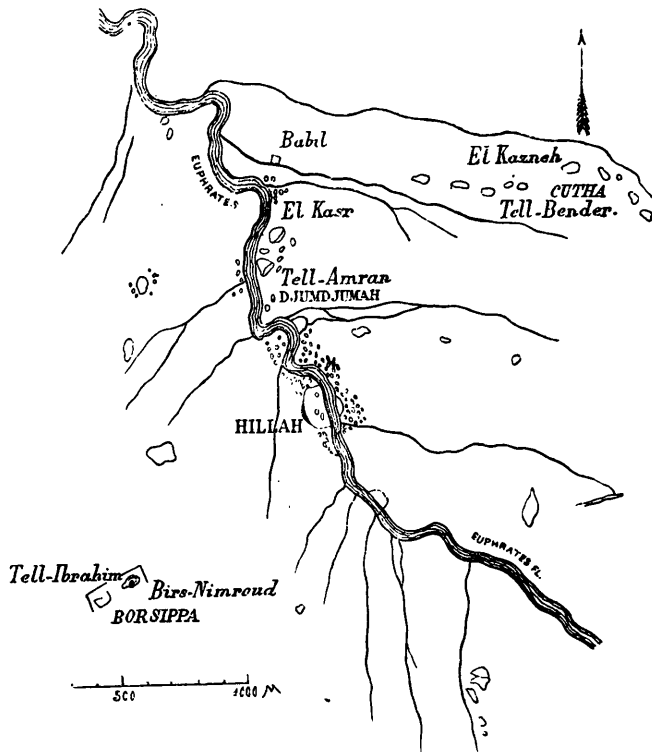 Babil
El Kazneh
EUPHRATES
CUTHA
El Kasr
Tell-Bender.
Tell-Amran
DJUMDJUMAH
HILLAH
EUPHRATES FL.
Tell-Ibrahim
Birs-Nimroud
BORSIPPA
500
1000 M